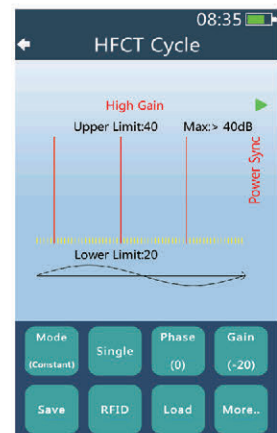 08:35
HFCT Cycle
High Gain
Upper Limit:40 Max:> 40dB
Power Sync
Lower Limit:20
Mode
(Constant)
Single
Phase
(0)
Gain
(-20)
Save
RFID
Load
More..